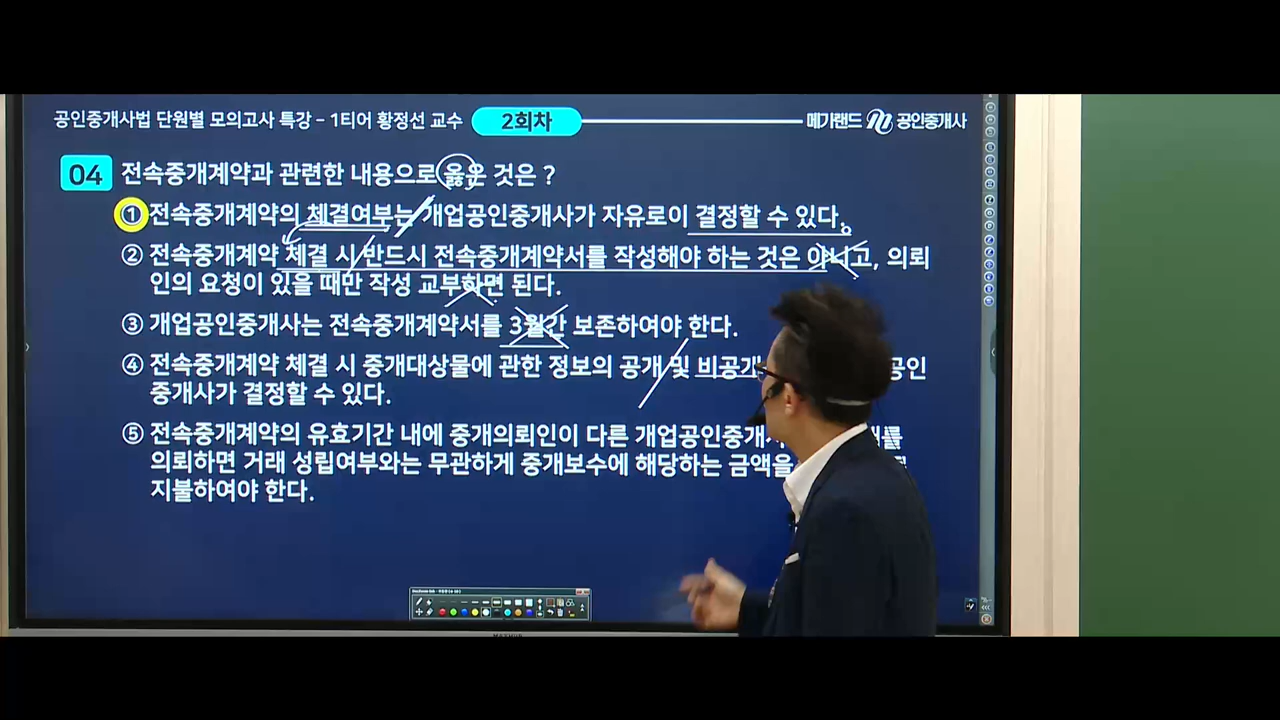 공인중개사법 단원별 모의고사 특강 – 1티어 황정선 교수 2회차 메가랜드 공인중개사
04 전속중개계약과 관련한 내용으로 옳은 것은 ?
① 전속중개계약의 체결여부는 개업공인중개사가 자유로이 결정할 수 있다.
② 전속중개계약 체결 시 반드시 전속중개계약서를 작성해야 하는 것은 아니고, 의뢰
인의 요청이 있을 때만 작성 교부하면 된다.
③ 개업공인중개사는 전속중개계약서를 3월간 보존하여야 한다.
④ 전속중개계약 체결 시 중개대상물에 관한 정보의 공개 및 비공개 공인
중개사가 결정할 수 있다.
⑤ 전속중개계약의 유효기간 내에 중개의뢰인이 다른 개업공인중개
의뢰하면 거래 성립여부와는 무관하게 중개보수에 해당하는 금액을
지불하여야 한다.